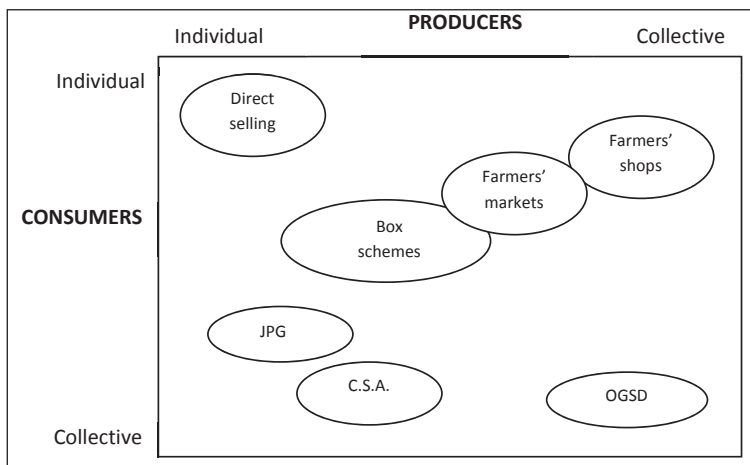 PRODUCERS
Individual
Collective
Individual
Direct
selling
Farmers'
shops
Farmers'
markets
CONSUMERS
Box
schemes
JPG
C.S.A.
OGSD
Collective